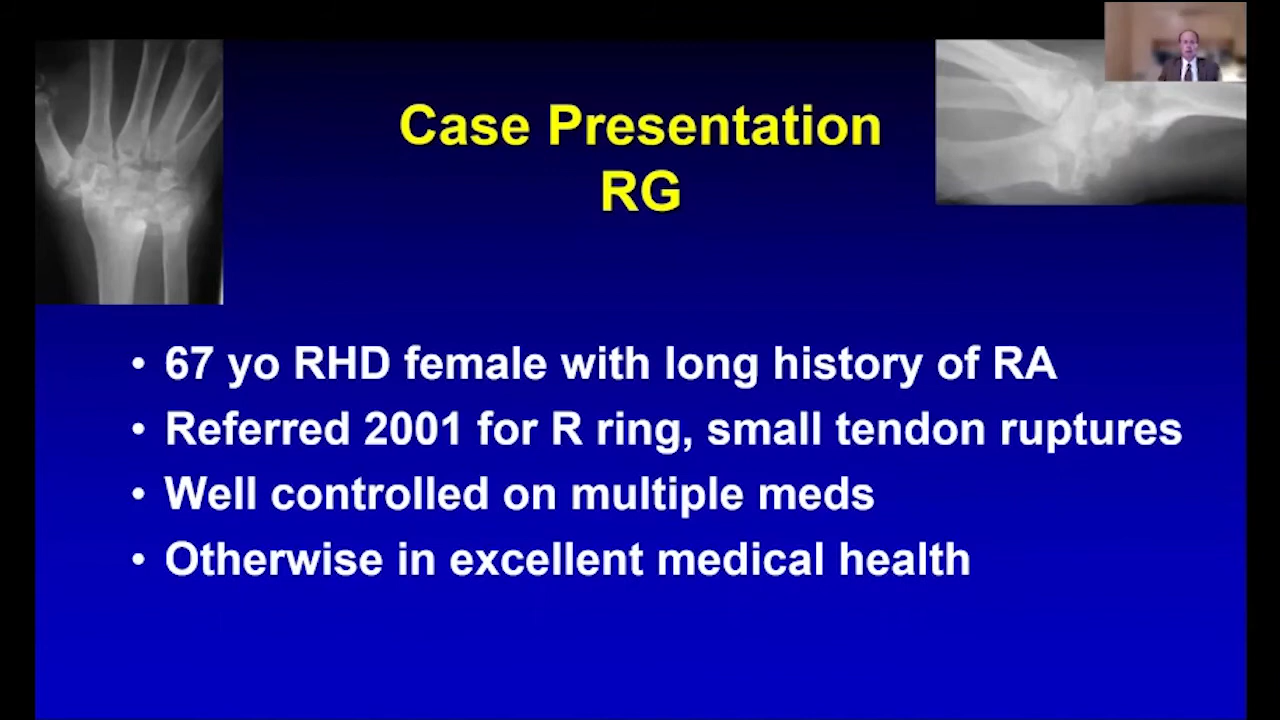 Case Presentation
RG
• 67 yo RHD female with long history of RA
• Referred 2001 for R ring, small tendon ruptures
• Well controlled on multiple meds
• Otherwise in excellent medical health